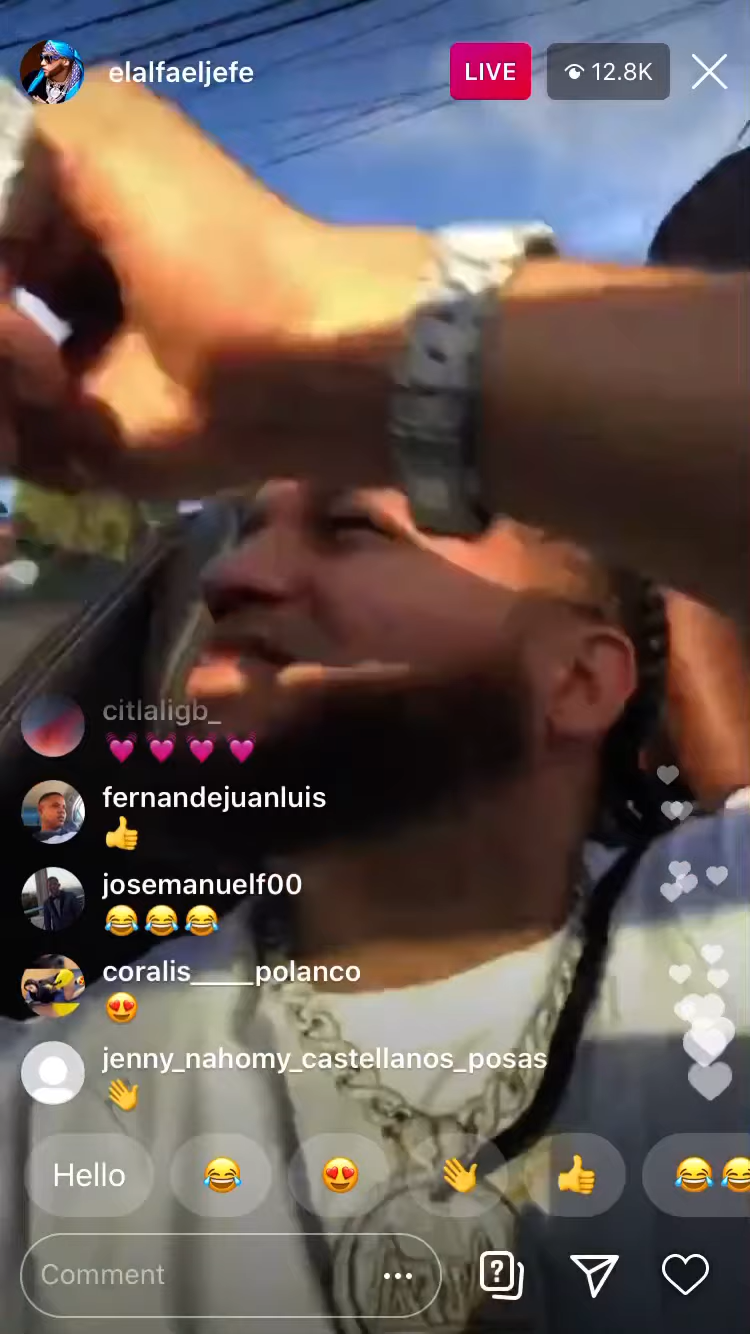 elalfaeljefe
LIVE
12.8K
citlaligb_
💓 💓 💓 💓
fernandejuanluis
👍
josemanuelf00
😂😂😂
coralis_____polanco
😍
jenny_nahomy_castellanos_posas
👋
Hello 😂 😍 👋 👍 😂😂
Comment